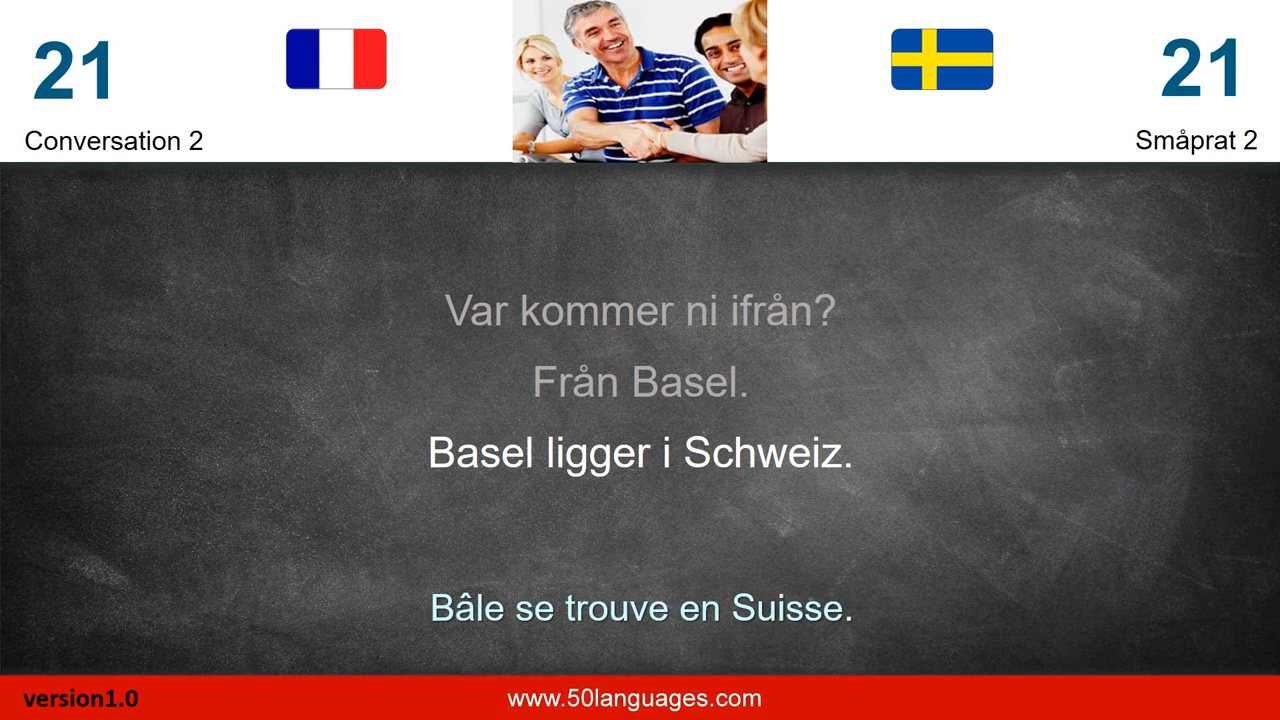 21
21
Conversation 2
Småprat 2
Var kommer ni ifrån?
Från Basel.
Basel ligger i Schweiz.
Bâle se trouve en Suisse.
version1.0
www.50languages.com